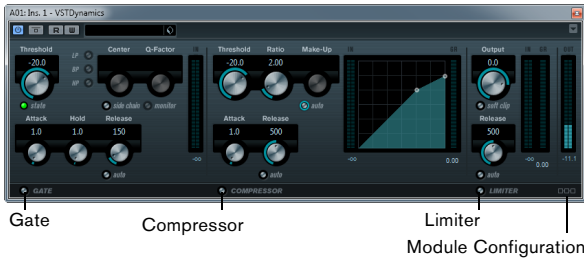 A01: Ins. 1 - VSTDynamics
R W
Threshold Center Q-Factor IN Threshold Ratio Make-Up IN GR Output IN GR OUT
LP
BP
HP
-20.0 -20.0 2.00 0.0
state side chain monitor auto soft clip
Attack Hold Release Attack Release Release
1.0 1.0 150 1.0 500 500
-oo -oo 0.00 -oo 0.00 -11.1
auto auto auto
GATE COMPRESSOR LIMITER
Gate Compressor Limiter
Module Configuration